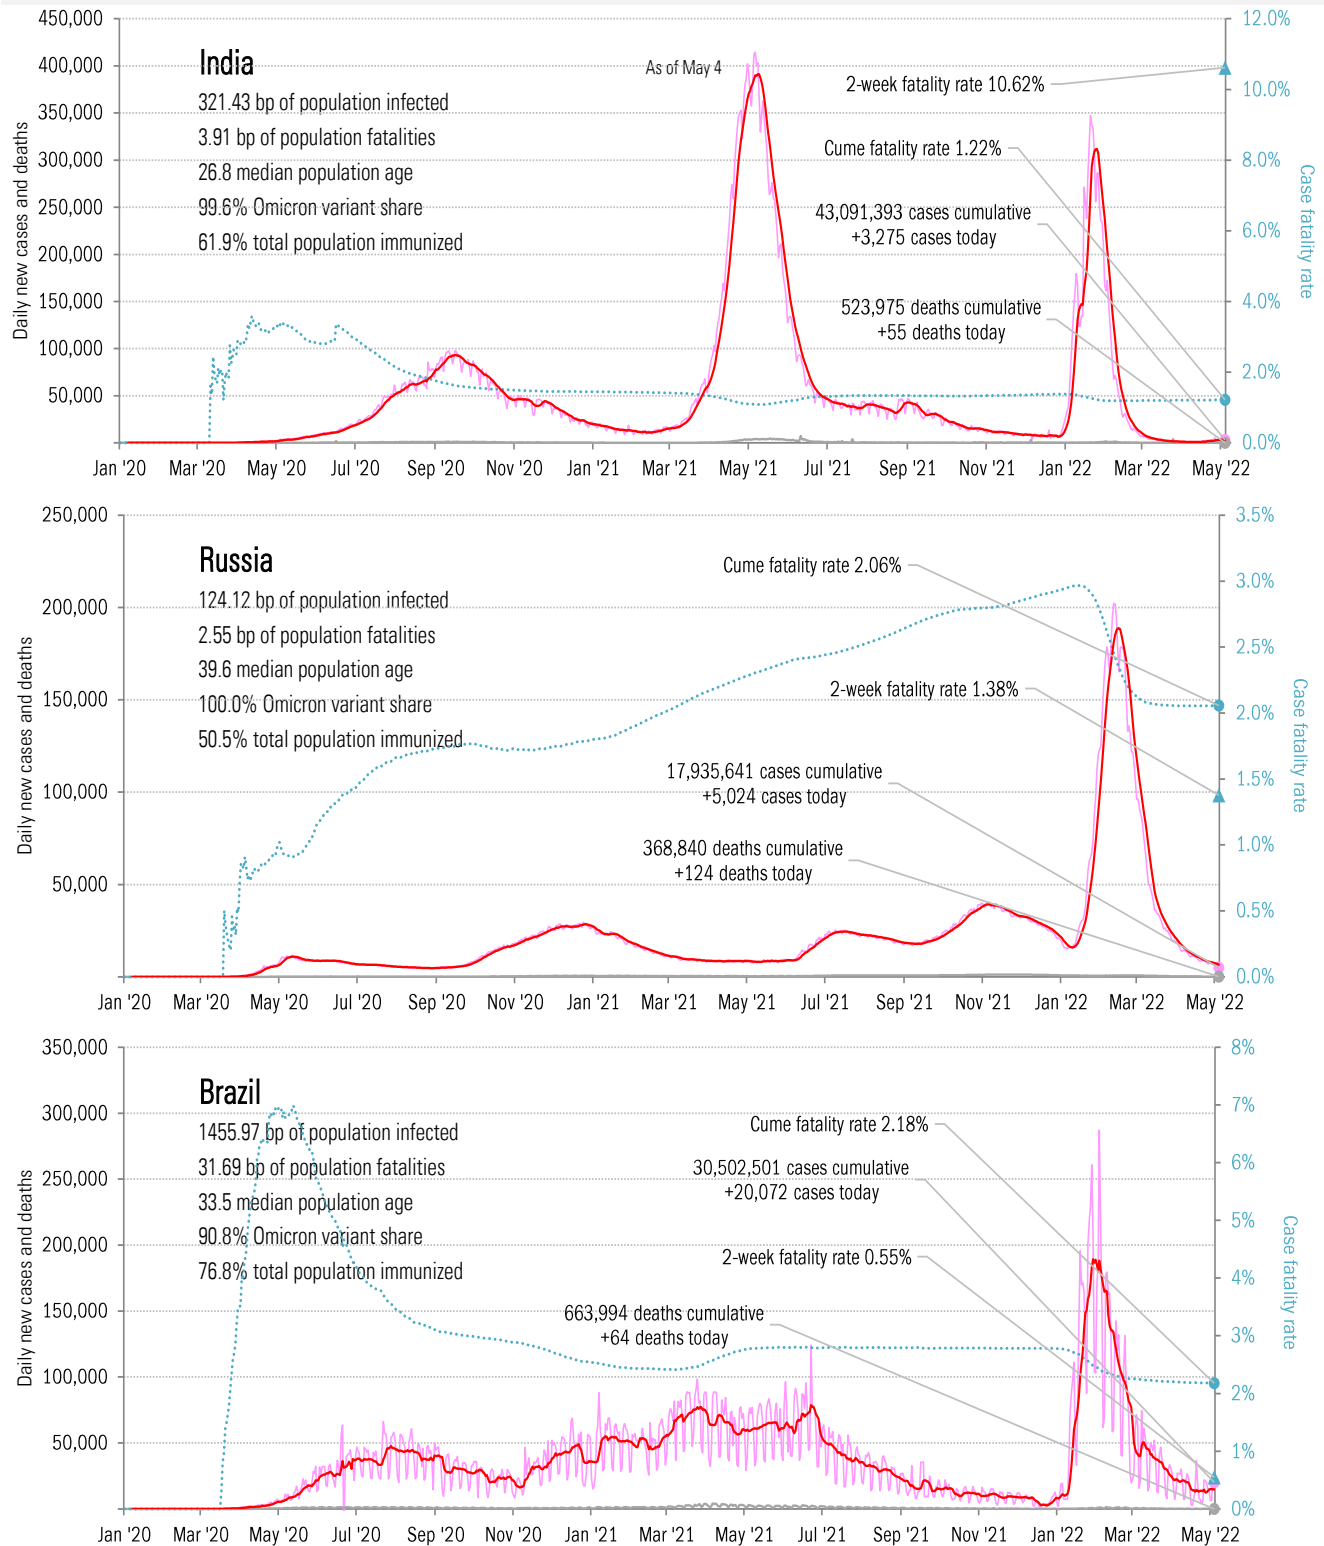 450,000
400,000
350,000
300,000
250,000
200,000
150,000
100,000
50,000
Daily new cases and deaths
India
321.43 bp of population infected
3.91 bp of population fatalities
26.8 median population age
99.6% Omicron variant share
61.9% total population immunized
As of May 4
2-week fatality rate 10.62%
Cume fatality rate 1.22%
43,091,393 cases cumulative
+3,275 cases today
523,975 deaths cumulative
+55 deaths today
12.0%
10.0%
8.0%
6.0%
4.0%
2.0%
0.0%
Case fatality rate
Jan '20 Mar '20 May '20 Jul '20 Sep '20 Nov '20 Jan '21 Mar '21 May '21 Jul '21 Sep '21 Nov '21 Jan '22 Mar '22 May '22
250,000
200,000
150,000
100,000
50,000
Daily new cases and deaths
Russia
124.12 bp of population infected
2.55 bp of population fatalities
39.6 median population age
100.0% Omicron variant share
50.5% total population immunized
Cume fatality rate 2.06%
2-week fatality rate 1.38%
17,935,641 cases cumulative
+5,024 cases today
368,840 deaths cumulative
+124 deaths today
3.5%
3.0%
2.5%
2.0%
1.5%
1.0%
0.5%
0.0%
Case fatality rate
Jan '20 Mar '20 May '20 Jul '20 Sep '20 Nov '20 Jan '21 Mar '21 May '21 Jul '21 Sep '21 Nov '21 Jan '22 Mar '22 May '22
350,000
300,000
250,000
200,000
150,000
100,000
50,000
Daily new cases and deaths
Brazil
1455.97 bp of population infected
31.69 bp of population fatalities
33.5 median population age
90.8% Omicron variant share
76.8% total population immunized
Cume fatality rate 2.18%
30,502,501 cases cumulative
+20,072 cases today
2-week fatality rate 0.55%
663,994 deaths cumulative
+64 deaths today
8%
7%
6%
5%
4%
3%
2%
1%
0%
Case fatality rate
Jan '20 Mar '20 May '20 Jul '20 Sep '20 Nov '20 Jan '21 Mar '21 May '21 Jul '21 Sep '21 Nov '21 Jan '22 Mar '22 May '22